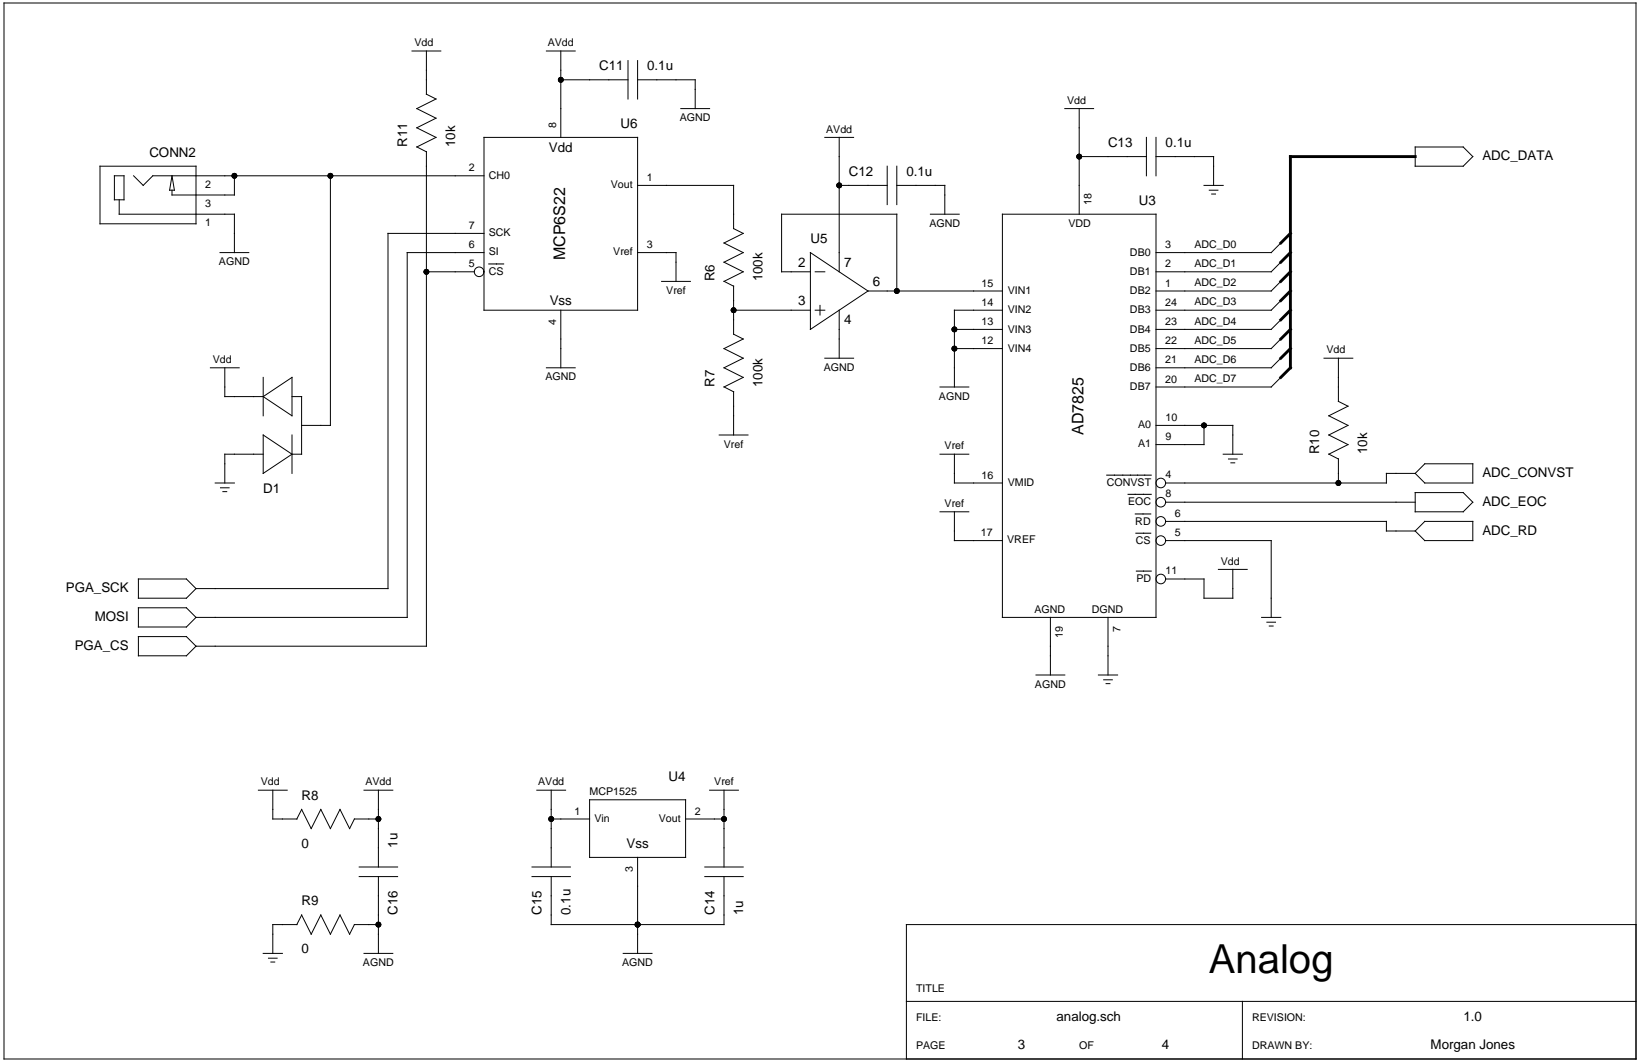 Vdd
AVdd
C11 0.1u
AGND
R11
10k
U6
8
Vdd
CONN2
2
3
1
AGND
2 CH0
7 SCK
6 SI
5 CS
MCP6S22
Vout 1
Vref 3
Vref
Vss
4
AGND
R6
100k
R7
100k
Vref
AVdd
C12 0.1u
AGND
U5
2
7
6
3
4
AGND
Vdd
C13 0.1u
18
U3
VDD
ADC_DATA
AD7825
15 VIN1
14 VIN2
13 VIN3
12 VIN4
AGND
Vref
16 VMID
Vref
17 VREF
DB0 3 ADC_D0
DB1 2 ADC_D1
DB2 1 ADC_D2
DB3 24 ADC_D3
DB4 23 ADC_D4
DB5 22 ADC_D5
DB6 21 ADC_D6
DB7 20 ADC_D7
A0 10
A1 9
Vdd
R10
10k
CONVST 4
ADC_CONVST
EOC 8
ADC_EOC
RD 6
ADC_RD
CS 5
PD 11
Vdd
AGND DGND
19
7
AGND
Vdd
D1
PGA_SCK
MOSI
PGA_CS
Vdd
AVdd
R8
0
1u
C16
R9
0
AGND
AVdd
U4
Vref
MCP1525
1 Vin
Vout 2
Vss
3
C15
0.1u
C14
1u
AGND
Analog
TITLE
FILE: analog.sch
REVISION: 1.0
PAGE 3 OF 4
DRAWN BY: Morgan Jones